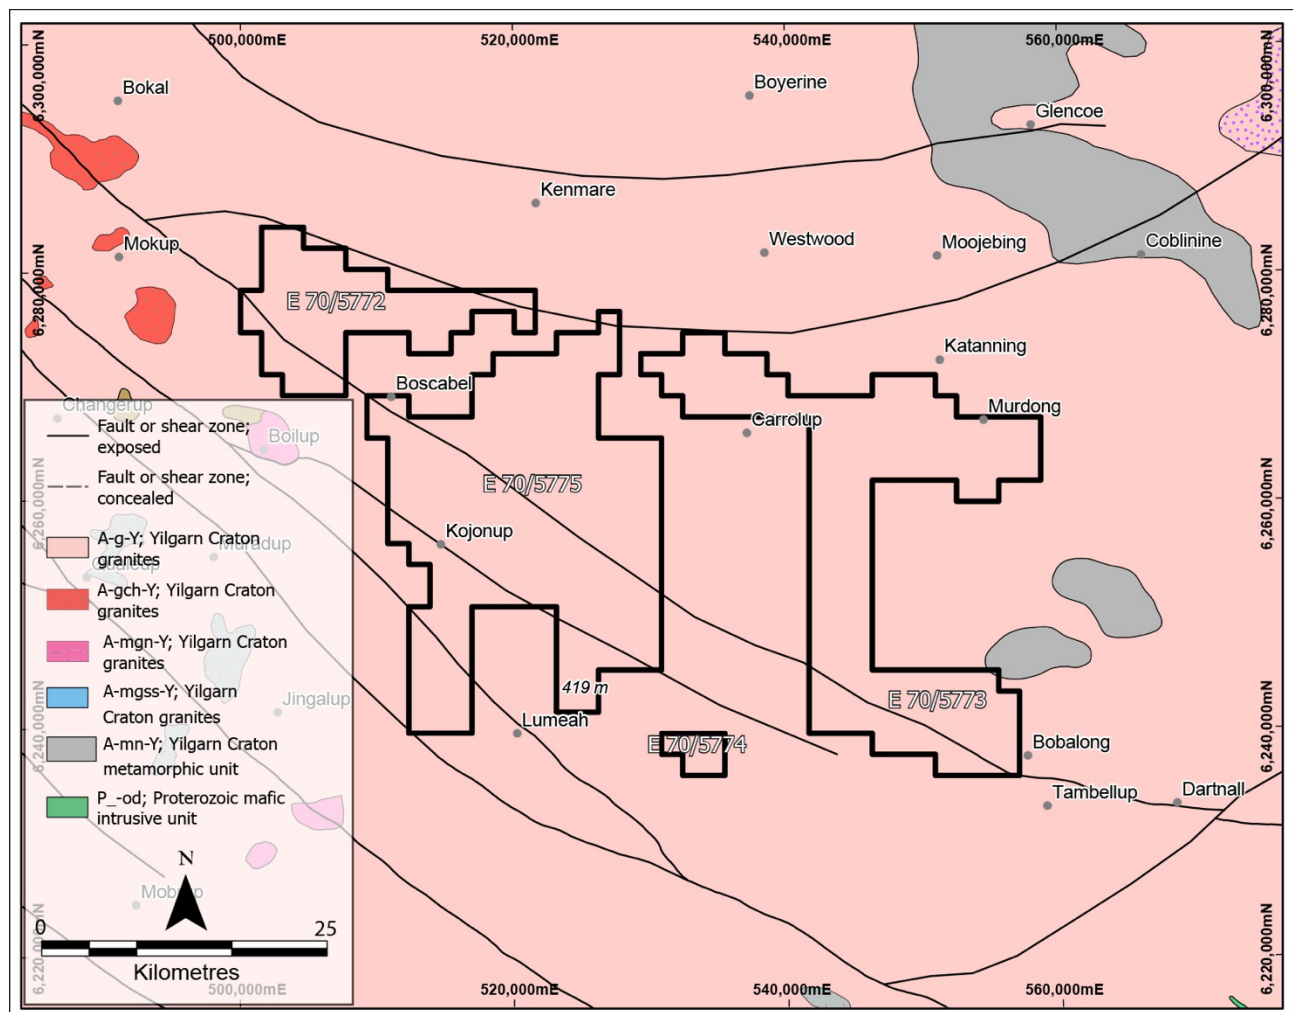 500,000mE 520,000mE 540,000mE 560,000mE
6,300,000mN
6,300,000mN
Bokal
Boyerine
Glencoe
Kenmare
Mokup
Westwood
Moojebing
Coblinine
6,280,000mN
6,280,000mN
E 70/5772
Katanning
Boscabel
Changerup
Carrolup
Murdong
Fault or shear zone;
exposed
Boilup
Fault or shear zone;
concealed
E 70/5775
6,260,000mN
6,260,000mN
Kojonup
A-g-Y; Yilgarn Craton
granites
Muradup
A-gch-Y; Yilgarn Craton
granites
A-mgn-Y; Yilgarn Craton
granites
A-mgss-Y; Yilgarn
Craton granites
Jingalup
419 m
E 70/5773
Lumeah
A-mn-Y; Yilgarn Craton
metamorphic unit
E 70/5774
Bobalong
6,240,000mN
6,240,000mN
P_-od; Proterozoic mafic
intrusive unit
Tambellup
Dartnall
N
0 25
Kilometres
6,220,000mN
6,220,000mN
500,000mE 520,000mE 540,000mE 560,000mE